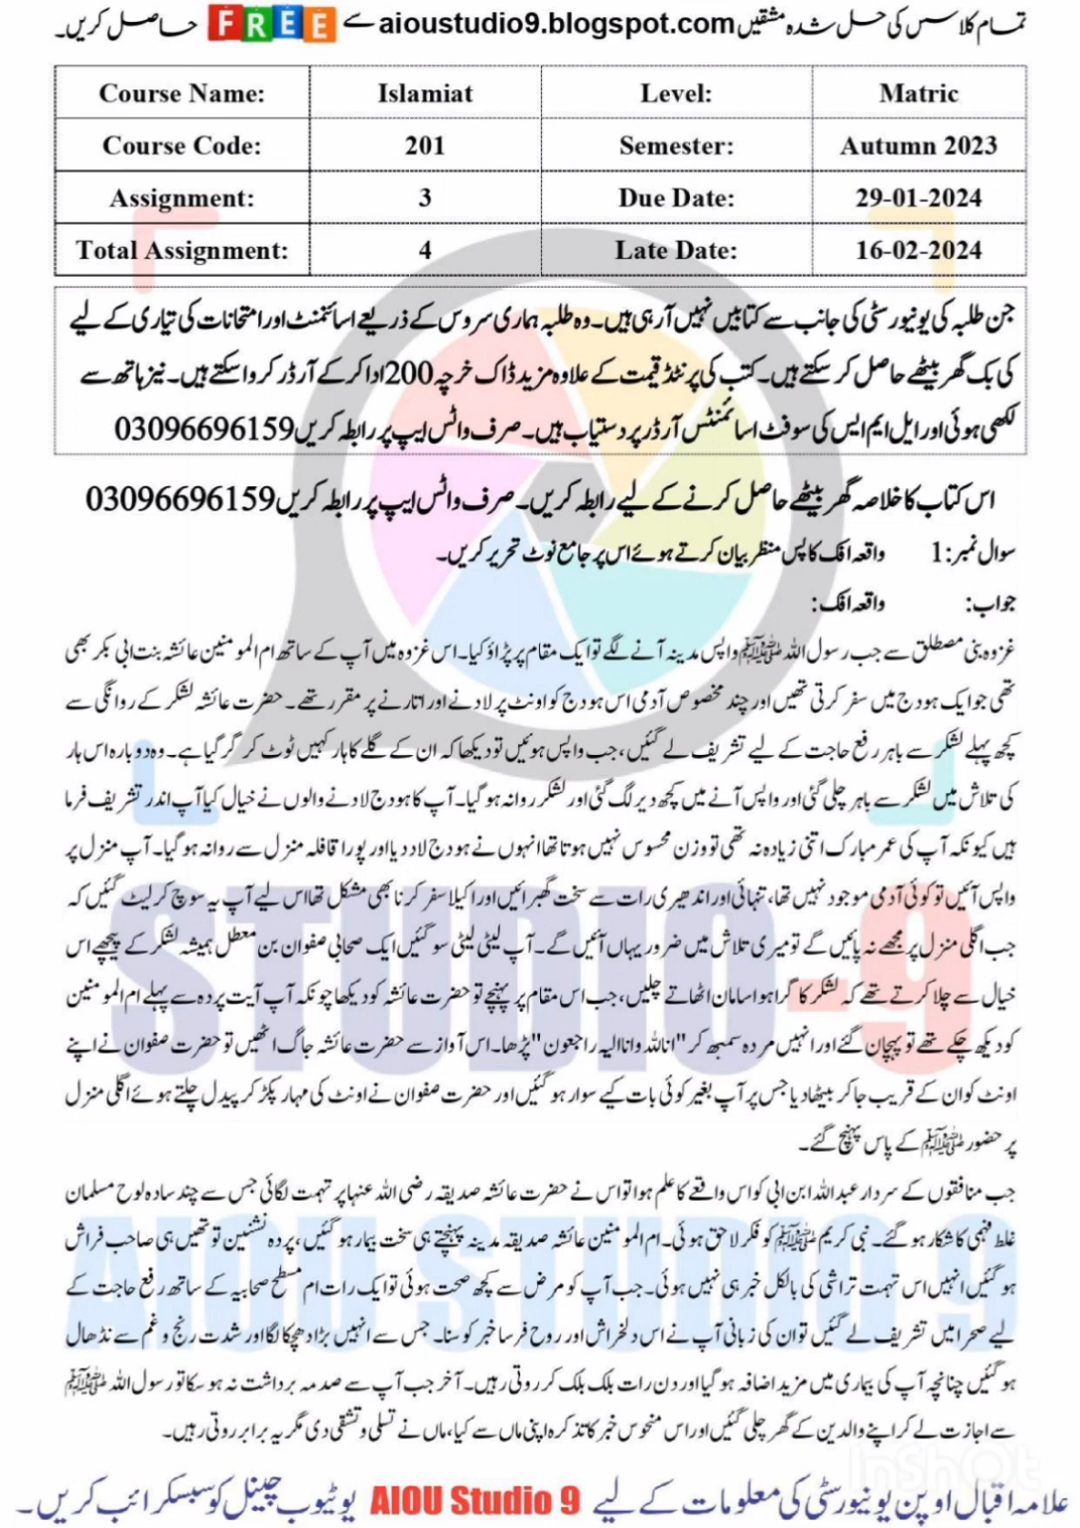 تمام کلاسس کی حل شدہ مشقیں aioustudio9.blogspot.com سے FREE حاصل کریں۔
Course Name: Islamiat Level: Matric
Course Code: 201 Semester: Autumn 2023
Assignment: 3 Due Date: 29-01-2024
Total Assignment: 4 Late Date: 16-02-2024
جن طلبہ کی یونیورسٹی کی جانب سے کتابیں نہیں آرہی ہیں۔ وہ طلبہ ہماری سروس کے ذریعے اسائنمنٹ اور امتحانات کی تیاری کے لیے
کی بک گھر بیٹھے حاصل کر سکتے ہیں۔ کتب کی پرنٹڈ قیمت کے علاوہ مزید ڈاک خرچہ 200 ادا کر کے آرڈر کروا سکتے ہیں۔ نیز ہاتھ سے
لکھی ہوئی اور ایل ایم ایس کی سوفٹ اسائنمنٹس آرڈر پر دستیاب ہیں۔ صرف واٹس ایپ پر رابطہ کریں 03096696159
اس کتاب کا خلاصہ گھر بیٹھے حاصل کرنے کے لیے رابطہ کریں۔ صرف واٹس ایپ پر رابطہ کریں 03096696159
سوال نمبر: 1 واقعہ افک کا پس منظر بیان کرتے ہوئے اس پر جامع نوٹ تحریر کریں۔
جواب: واقعہ افک:
غزوہ بنی مصطلق سے جب رسول اللہ ﷺ واپس مدینہ آنے لگے تو ایک مقام پر پڑاؤ کیا۔ اس غزوہ میں آپ کے ساتھ ام المومنین عائشہ بنت ابی بکر بھی
تھی جو ایک ہودج میں سفر کرتی تھیں اور چند مخصوص آدمی اس ہودج کو اونٹ پر لادنے اور اتارنے پر مقرر تھے۔ حضرت عائشہ لشکر کے روانگی سے
کچھ پہلے لشکر سے باہر رفع حاجت کے لیے تشریف لے گئیں، جب واپس ہوئیں تو دیکھا کہ ان کے گلے کا ہار کہیں ٹوٹ کر گر گیا ہے۔ وہ دوبارہ اس ہار
کی تلاش میں لشکر سے باہر چلی گئی اور واپس آنے میں کچھ دیر لگ گئی اور لشکر روانہ ہو گیا۔ آپ کا ہودج لادنے والوں نے خیال کیا آپ اندر تشریف فرما
ہیں کیونکہ آپ کی عمر مبارک اتنی زیادہ نہ تھی تو وزن محسوس نہیں ہوتا تھا انہوں نے ہودج لاد دیا اور پورا قافلہ منزل سے روانہ ہو گیا۔ آپ منزل پر
واپس آئیں تو کوئی آدمی موجود نہیں تھا، تنہائی اور اندھیری رات سے سخت گھبرائیں اور اکیلا سفر کرنا بھی مشکل تھا اس لیے آپ یہ سوچ کر لیٹ گئیں کہ
جب اگلی منزل پر مجھے نہ پائیں گے تو میری تلاش میں ضرور یہاں آئیں گے۔ آپ لیٹی لیٹی سو گئیں ایک صحابی صفوان بن معطل ہمیشہ لشکر کے پیچھے اس
خیال سے چلا کرتے تھے کہ لشکر کا گرا ہوا سامان اٹھاتے چلیں، جب اس مقام پر پہنچے تو حضرت عائشہ کو دیکھا چونکہ آپ آیت پردہ سے پہلے ام المومنین
کو دیکھ چکے تھے تو پہچان گئے اور انہیں مردہ سمبھ کر "اناللہ وانا الیہ راجعون" پڑھا۔ اس آواز سے حضرت عائشہ جاگ اٹھیں تو حضرت صفوان نے اپنے
اونٹ کو ان کے قریب جا کر بیٹھا دیا جس پر آپ بغیر کوئی بات کیے سوار ہو گئیں اور حضرت صفوان نے اونٹ کی مہار پکڑ کر پیدل چلتے ہوئے اگلی منزل
پر حضور ﷺ کے پاس پہنچ گئے۔
جب منافقوں کے سردار عبداللہ ابن ابی کو اس واقعے کا علم ہوا تو اس نے حضرت عائشہ صدیقہ رضی اللہ عنہا پر تہمت لگائی جس سے چند سادہ لوح مسلمان
غلط فہمی کا شکار ہو گئے۔ نبی کریم ﷺ کو فکر لاحق ہوئی۔ ام المومنین عائشہ صدیقہ مدینہ پہنچتے ہی سخت بیمار ہو گئیں، پردہ نشنین تو تھیں ہی صاحب فراش
ہو گئیں انہیں اس تہمت تراشی کی بالکل خبر ہی نہیں ہوئی۔ جب آپ کو مرض سے کچھ صحت ہوئی تو ایک رات ام مسطح صحابیہ کے ساتھ رفع حاجت کے
لیے صحرا میں تشریف لے گئیں تو ان کی زبانی آپ نے اس دلخراش اور روح فرسا خبر کو سنا۔ جس سے انہیں بڑا دھچکا لگا اور شدت رنج و غم سے نڈھال
ہو گئیں چنانچہ آپ کی بیماری میں مزید اضافہ ہو گیا اور دن رات بلک بلک کر روتی رہیں۔ آخر جب آپ سے صدمہ برداشت نہ ہو سکا تو رسول اللہ ﷺ
سے اجازت لے کر اپنے والدین کے گھر چلی گئیں اور اس منحوس خبر کا تذکرہ اپنی ماں سے کیا، ماں نے تسلی و تشفی دی مگر یہ برابر روتی رہیں۔
STUDIO-9
AIOU STUDIO 9
InShOt
علامہ اقبال اوپن یونیورسٹی کی معلومات کے لیے AIOU Studio 9 یوٹیوب چینل کو سبسکرائب کریں۔